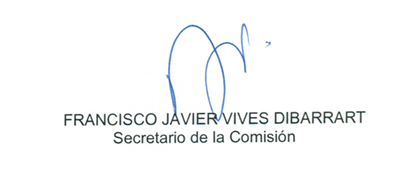 FRANCISCO JAVIER VIVES DIBARRART
Secretario de la Comisión